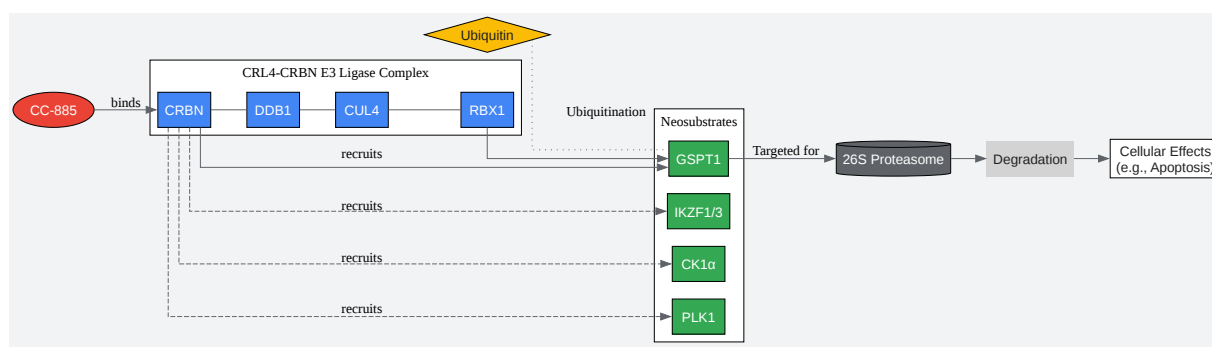 Ubiquitin
CRL4-CRBN E3 Ligase Complex
CC-885
binds
CRBN
DDB1
CUL4
RBX1
Ubiquitination
Neosubstrates
recruits
GSPT1
Targeted for
26S Proteasome
Degradation
Cellular Effects
(e.g., Apoptosis)
recruits
IKZF1/3
recruits
CK1α
recruits
PLK1